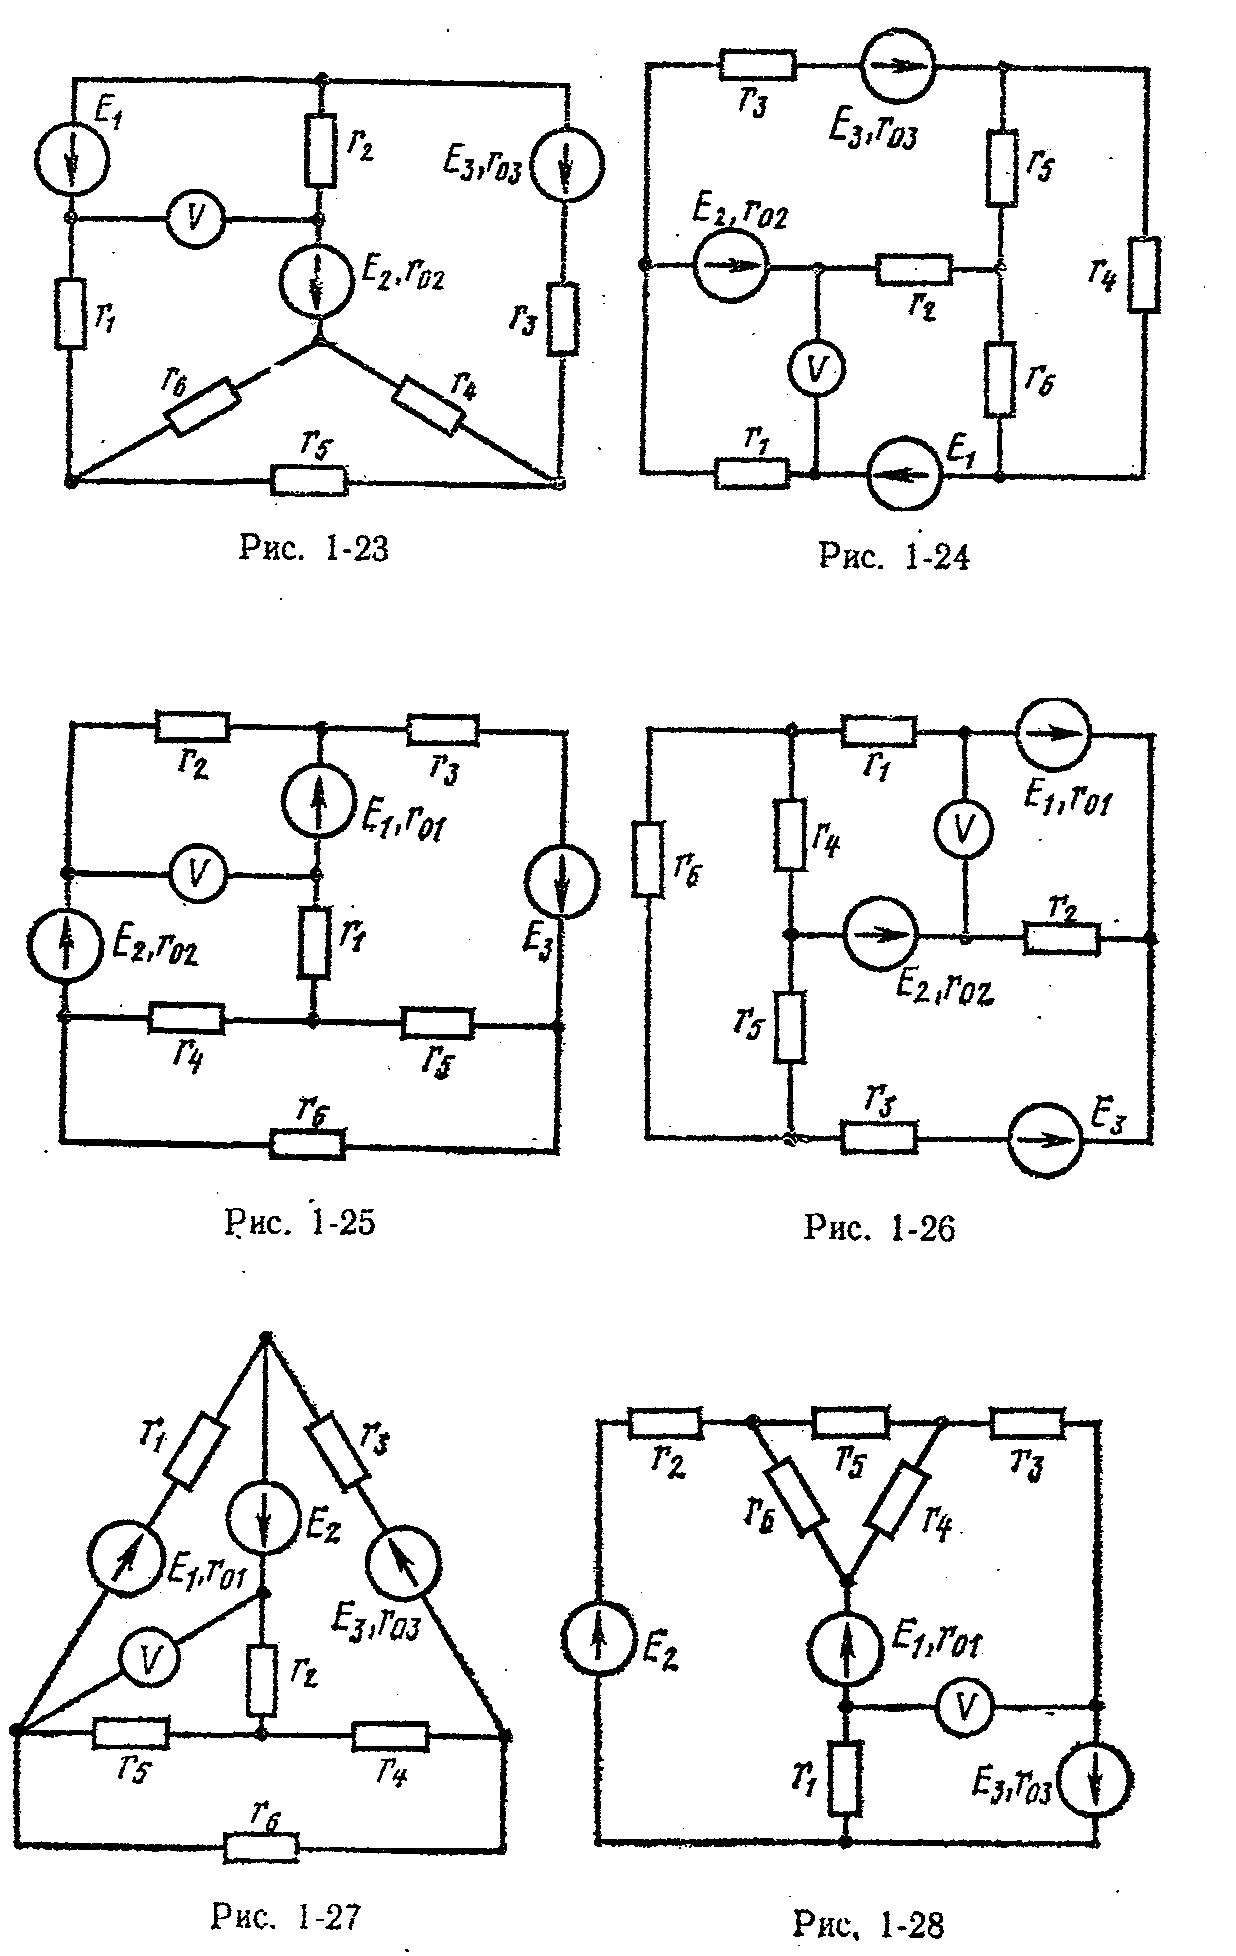 E1
r2
E3,r03
V
E2,r02
r1
r3
r6
r4
r5
Рис. 1-23
r3
E3,r03
r5
E2,r02
r4
r2
V
r6
r1
E1
Рис. 1-24
r2
r3
E1,r01
V
E2,r02
r1
E3
r4
r5
r6
Рис. 1-25
r1
E1,r01
r6
r4
V
r2
E2,r02
r5
r3
E3
Рис. 1-26
r1
r3
E2
E1,r01
E3,r03
V
r2
r5
r4
r6
Рис. 1-27
r2
r5
r3
r6
r4
E2
E1,r01
V
r1
E3,r03
Рис. 1-28